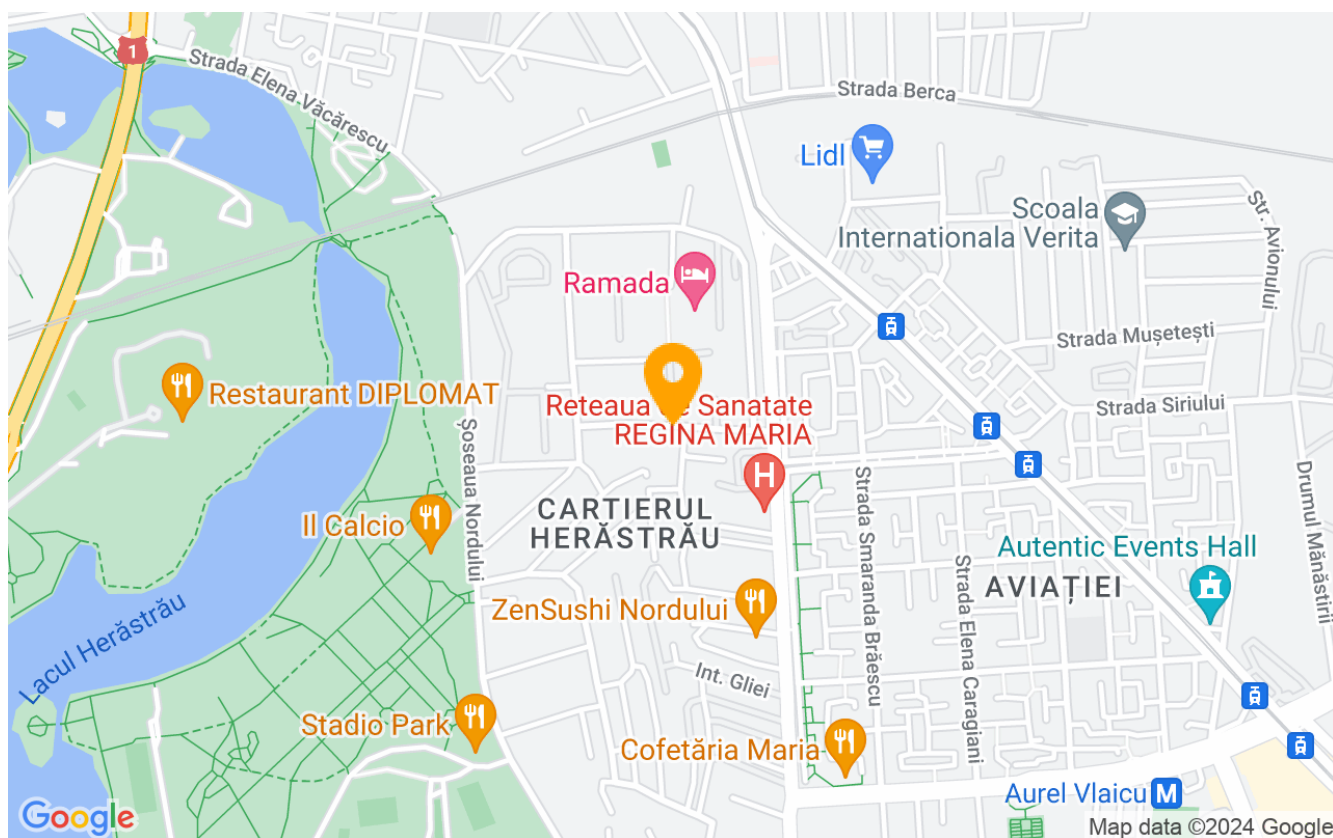 1
Strada Elena Văcărescu
Strada Berca
Lidl
Scoala
Internationala Verita
Str. Avionului
Ramada
Strada Mușetești
Restaurant DIPLOMAT
Reteaua de Sanatate
REGINA MARIA
H
Strada Siriului
Șoseaua Nordului
Il Calcio
CARTIERUL
HERĂSTRĂU
Strada Smaranda Brăescu
Strada Elena Caragiani
Drumul Mănăstirii
Autentic Events Hall
AVIAȚIEI
ZenSushi Nordului
Lacul Herăstrău
Int. Gliei
Stadio Park
Cofetăria Maria
Aurel Vlaicu M
Google
Map data ©2024 Google